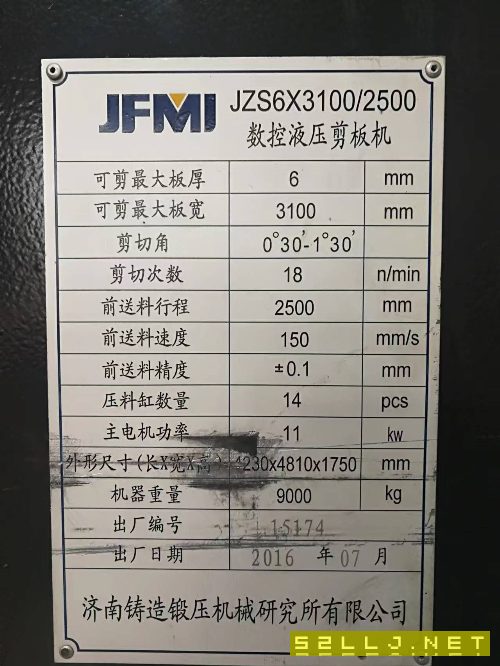 JFMI JZS6X3100/2500
数控液压剪板机
可剪最大板厚 6 mm
可剪最大板宽 3100 mm
剪切角 0°30′-1°30′
剪切次数 18 n/min
前送料行程 2500 mm
前送料速度 150 mm/s
前送料精度 ±0.1 mm
压料缸数量 14 pcs
主电机功率 11 kw
外形尺寸(长X宽X高) 230x4810x1750 mm
机器重量 9000 kg
出厂编号 15174
出厂日期 2016 年 07 月
济南铸造锻压机械研究所有限公司
52LLJ.NET